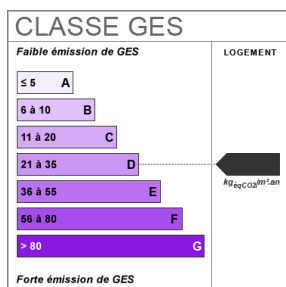 CLASSE GES
Faible émission de GES
LOGEMENT
≤ 5 A
6 à 10 B
11 à 20 C
21 à 35 D
36 à 55 E
56 à 80 F
> 80 G
kgéqCO2/m².an
Forte émission de GES